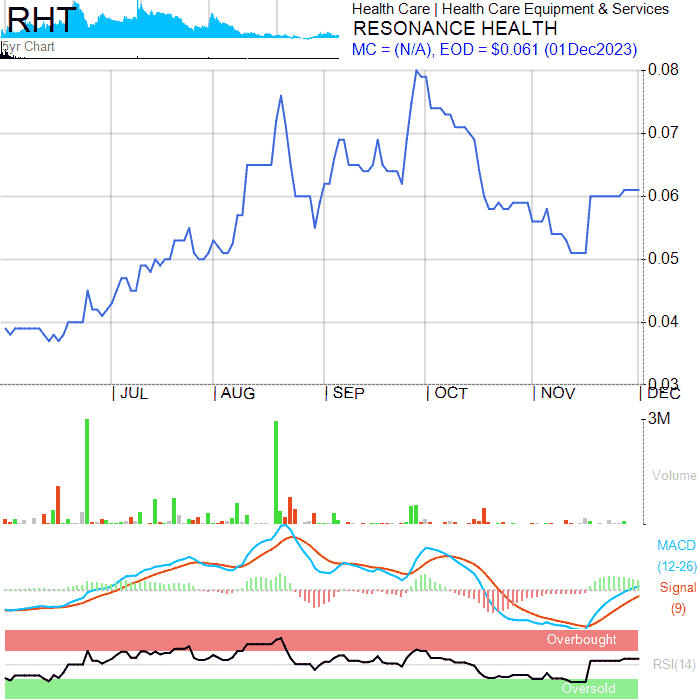 RHT
5yr Chart
Health Care | Health Care Equipment & Services
RESONANCE HEALTH
MC = (N/A), EOD = $0.061 (01Dec2023)
0.08
0.07
0.06
0.05
0.04
0.03
JUL AUG SEP OCT NOV DEC
3M
Volume
MACD
(12-26)
Signal
(9)
Overbought
RSI(14)
Oversold